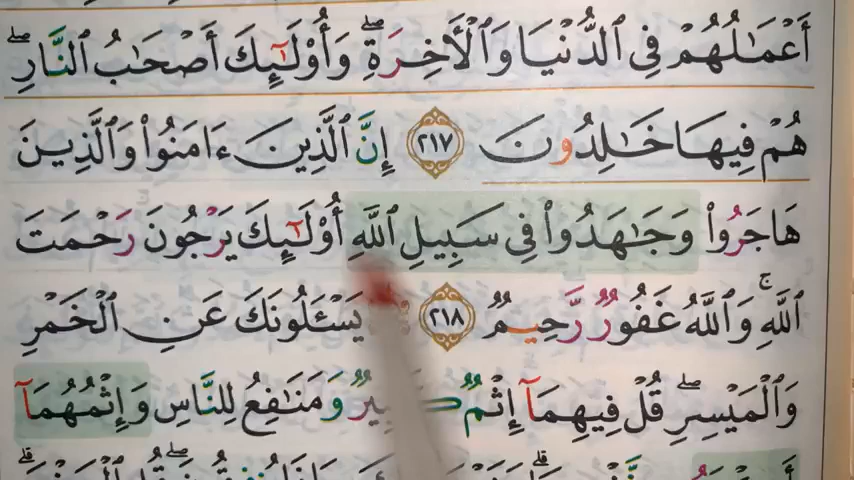 أَعْمَـٰلُهُمْ فِى ٱلدُّنْيَا وَٱلْأَخِرَةِۖ وَأُوْلَـٰٓئِكَ أَصْحَـٰبُ ٱلنَّارِۖ
هُمْ فِيهَا خَـٰلِدُونَ ٢١٧ إِنَّ ٱلَّذِينَ ءَامَنُوا۟ وَٱلَّذِينَ
هَاجَرُوا۟ وَجَـٰهَدُوا۟ فِى سَبِيلِ ٱللَّهِ أُوْلَـٰٓئِكَ يَرْجُونَ رَحْمَتَ
ٱللَّهِۚ وَٱللَّهُ غَفُورٌ رَّحِيمٌ ٢١٨ يَسْـَٔلُونَكَ عَنِ ٱلْخَمْرِ
وَٱلْمَيْسِرِۖ قُلْ فِيهِمَآ إِثْمٌ وَمَنَـٰفِعُ لِلنَّاسِ وَإِثْمُهُمَآ